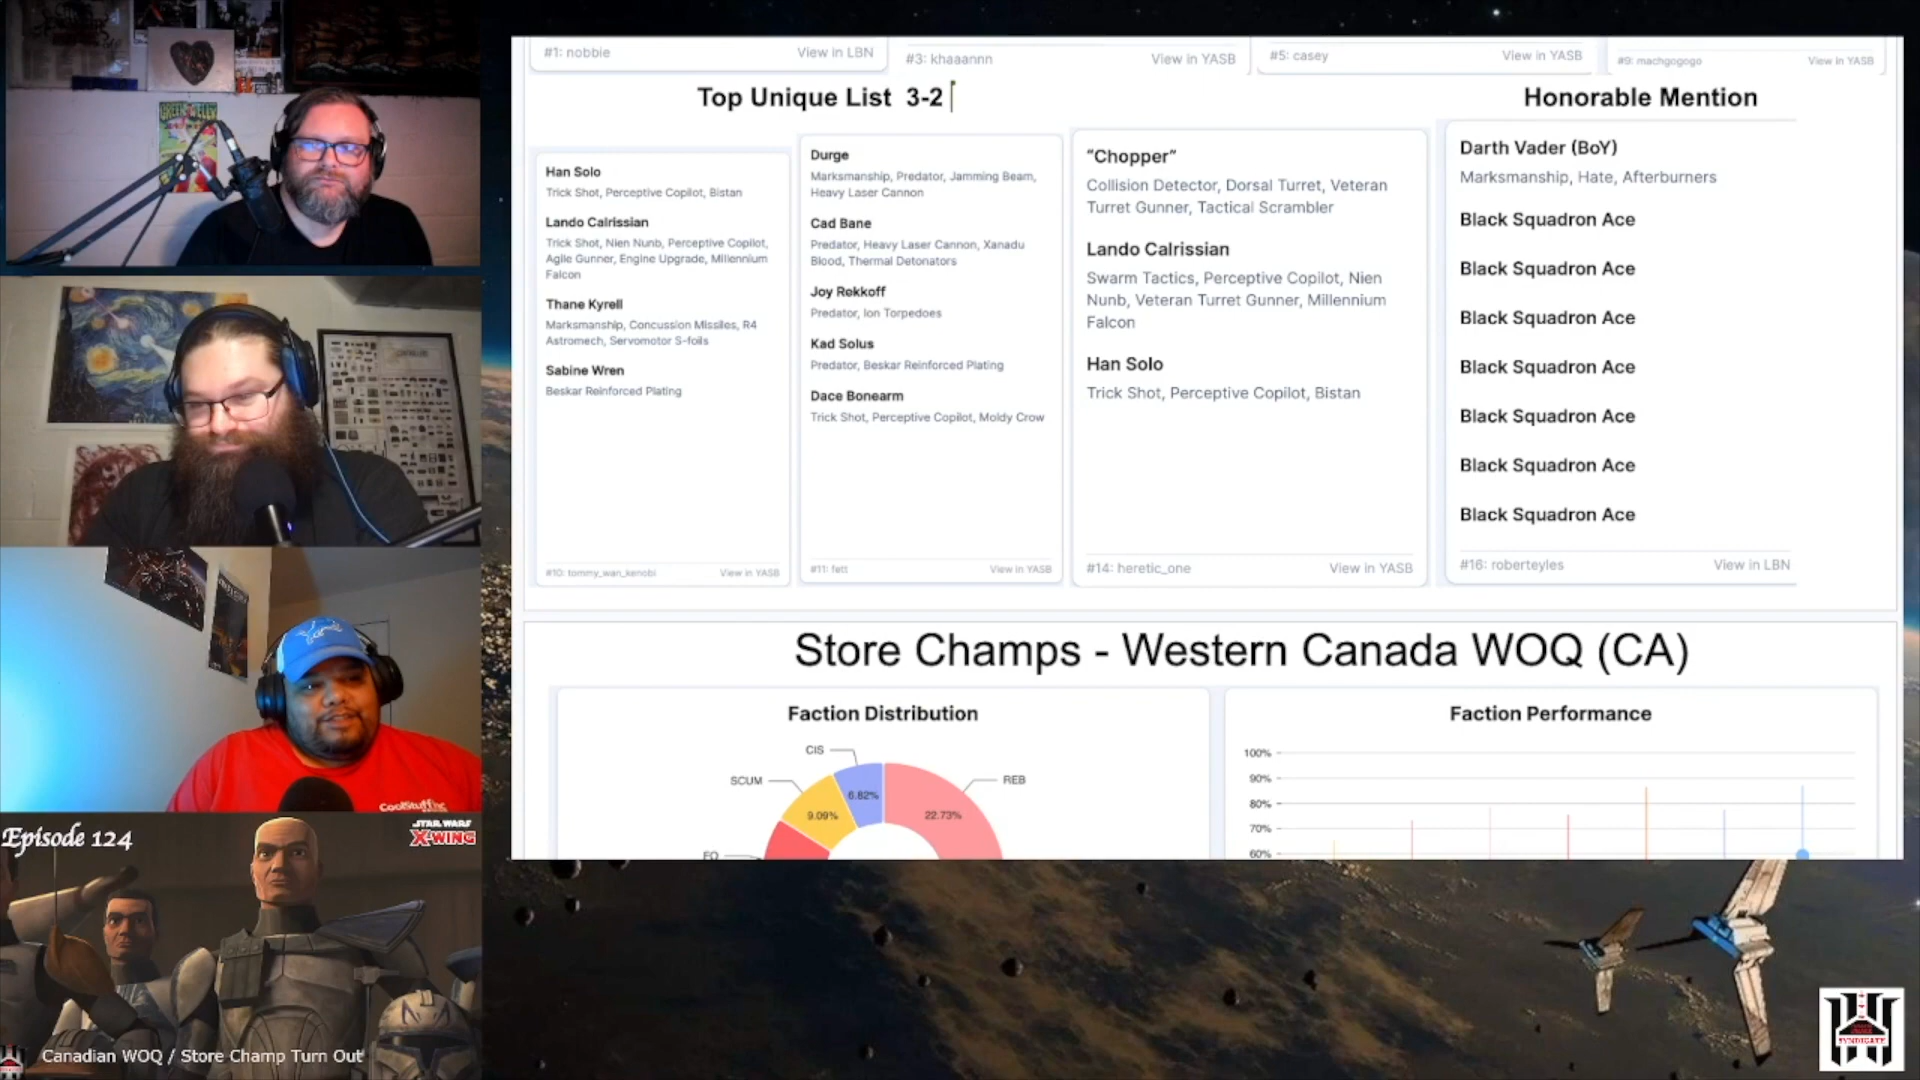 #1: nobbie
View in LBN
#3: khaaannn
View in YASB
#5: casey
View in YASB
#9: machgogogo
View in YASB
Top Unique List 3-2
Honorable Mention
Han Solo
Trick Shot, Perceptive Copilot, Bistan
Lando Calrissian
Trick Shot, Nien Nunb, Perceptive Copilot,
Agile Gunner, Engine Upgrade, Millennium
Falcon
Thane Kyrell
Marksmanship, Concussion Missiles, R4
Astromech, Servomotor S-foils
Sabine Wren
Beskar Reinforced Plating
#10: tommy_wan_kenobi
View in YASB
Durge
Marksmanship, Predator, Jamming Beam,
Heavy Laser Cannon
Cad Bane
Predator, Heavy Laser Cannon, Xanadu
Blood, Thermal Detonators
Joy Rekkoff
Predator, Ion Torpedoes
Kad Solus
Predator, Beskar Reinforced Plating
Dace Bonearm
Trick Shot, Perceptive Copilot, Moldy Crow
#11: fett
View in YASB
“Chopper”
Collision Detector, Dorsal Turret, Veteran
Turret Gunner, Tactical Scrambler
Lando Calrissian
Swarm Tactics, Perceptive Copilot, Nien
Nunb, Veteran Turret Gunner, Millennium
Falcon
Han Solo
Trick Shot, Perceptive Copilot, Bistan
#14: heretic_one
View in YASB
Darth Vader (BoY)
Marksmanship, Hate, Afterburners
Black Squadron Ace
Black Squadron Ace
Black Squadron Ace
Black Squadron Ace
Black Squadron Ace
Black Squadron Ace
Black Squadron Ace
#16: roberteyles
View in LBN
Store Champs - Western Canada WOQ (CA)
Faction Distribution
CIS
SCUM
REB
6.82%
9.09%
22.73%
FO
Faction Performance
100%
90%
80%
70%
60%
CoolStuffInc
Episode 124
STAR WARS
X-WING
Canadian WOQ / Store Champ Turn Out
SYNDICATE